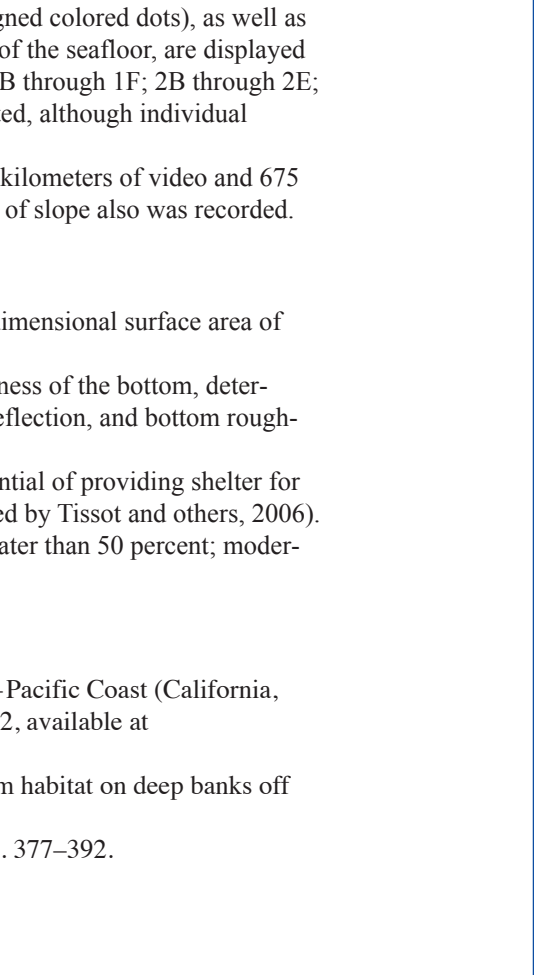 gned colored dots), as well as
of the seafloor, are displayed
B through 1F; 2B through 2E;
ted, although individual
kilometers of video and 675
of slope also was recorded.
imensional surface area of
ness of the bottom, deter-
eflection, and bottom rough-
ntial of providing shelter for
ed by Tissot and others, 2006).
ater than 50 percent; moder-
-Pacific Coast (California,
2, available at
m habitat on deep banks off
. 377–392.